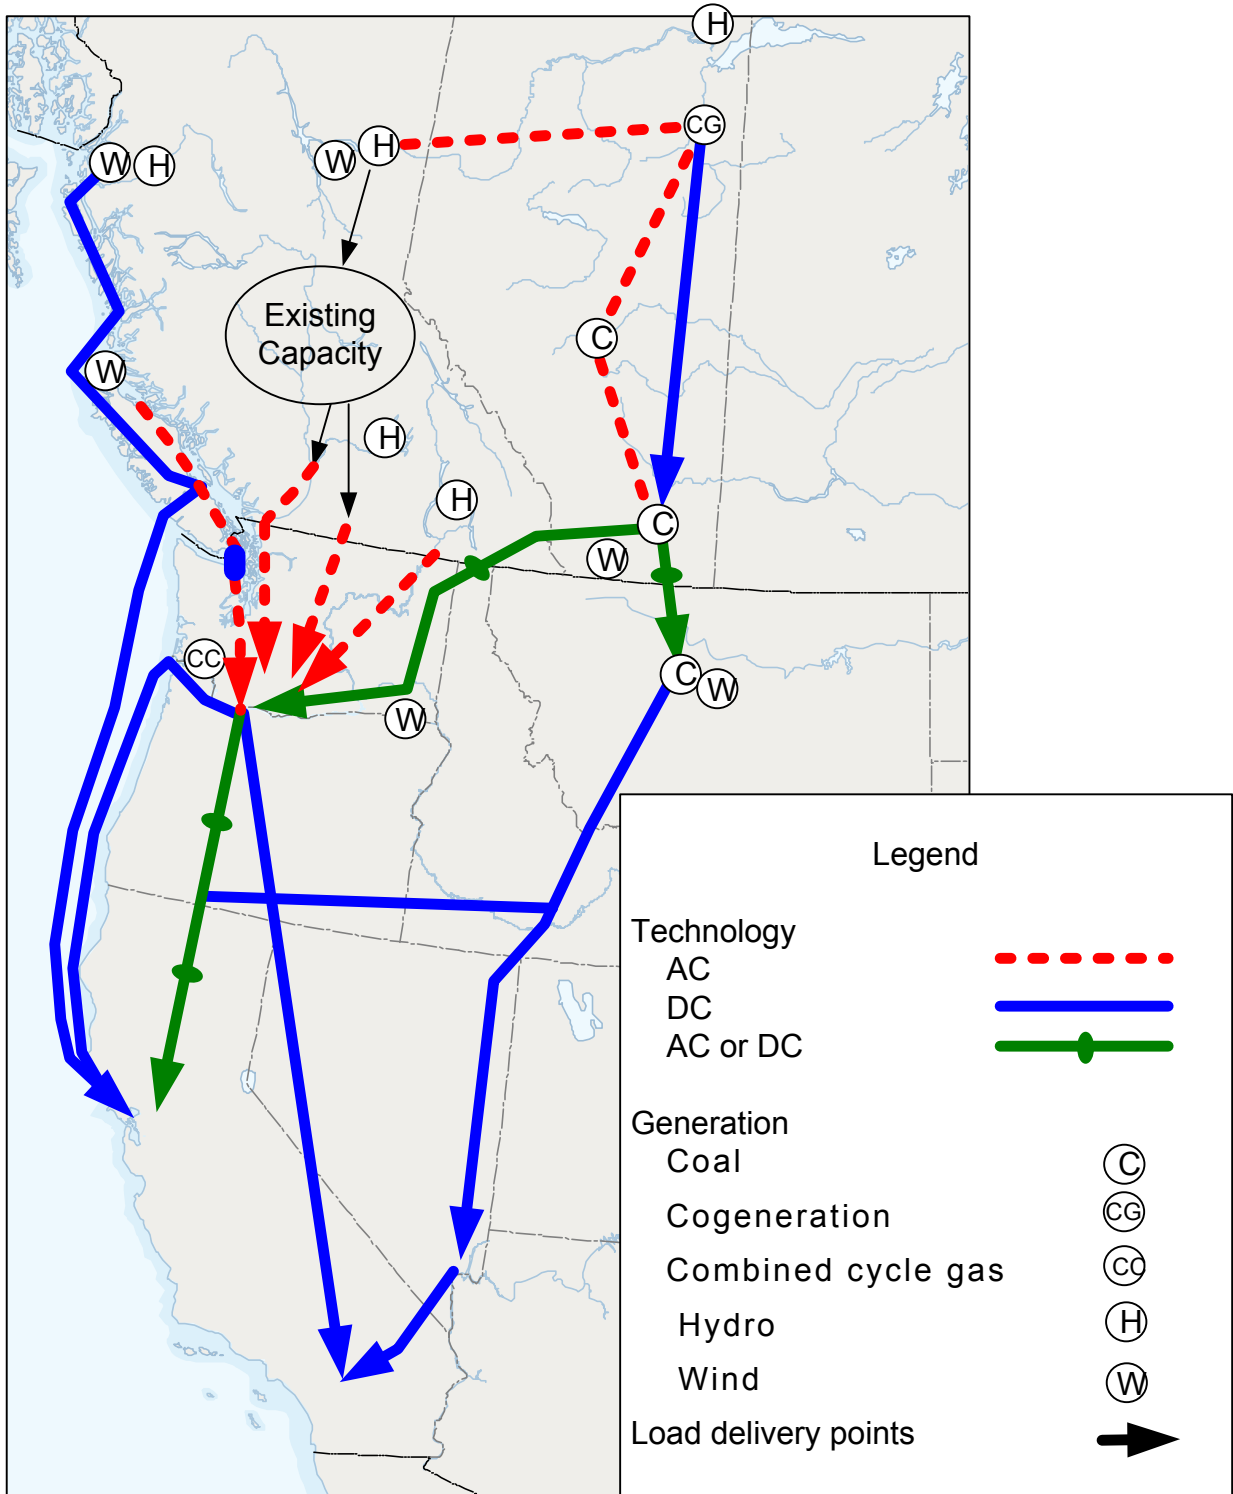 H
CG
W H
W H
Existing
Capacity
C
W
H
H
C
W
CC
C W
W
Legend
Technology
AC
DC
AC or DC
Generation
Coal C
Cogeneration CG
Combined cycle gas CC
Hydro H
Wind W
Load delivery points